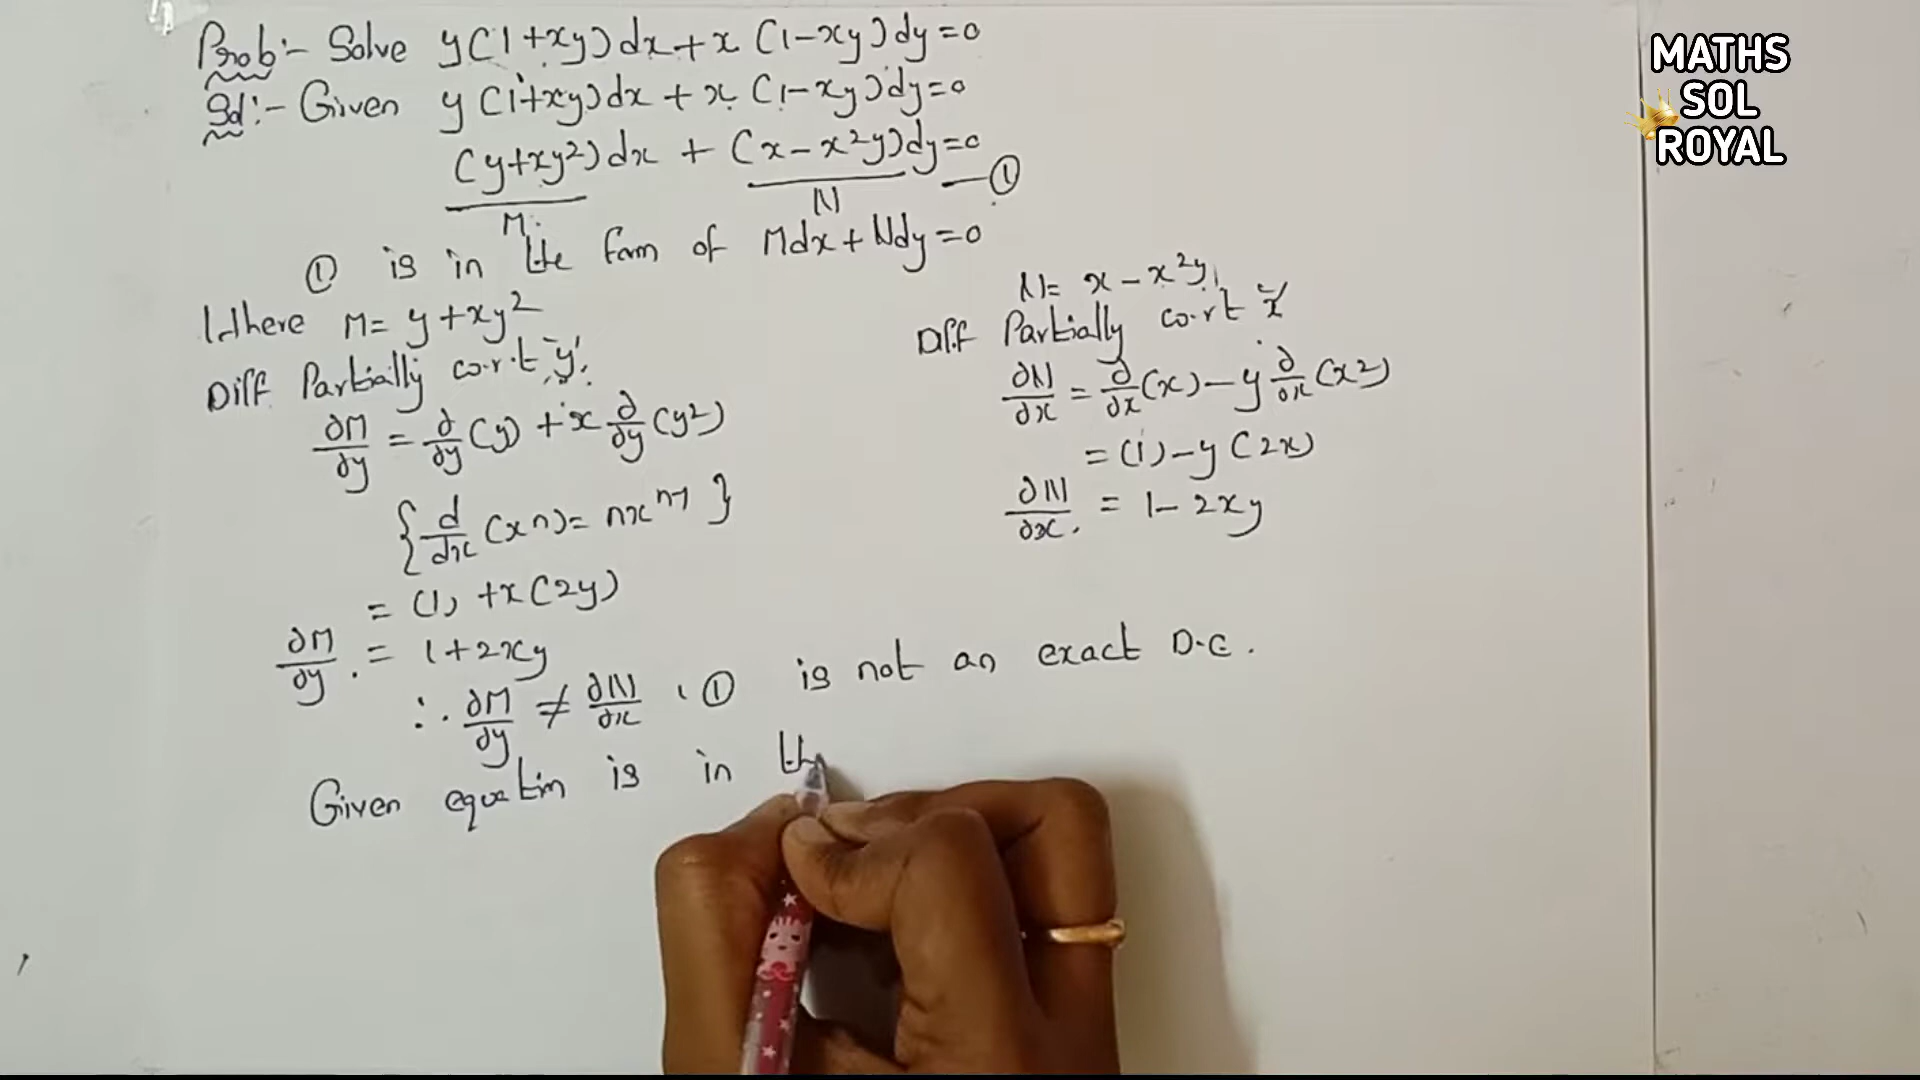 Prob:- Solve y(1+xy)dx+x(1-xy)dy=0
Sol:- Given y(1+xy)dx+x(1-xy)dy=0
(y+xy²)dx + (x-x²y)dy=0 —①
M N
① is in the form of Mdx+Ndy=0
Where M= y+xy²
Diff Partially w.r.t 'y'.
∂M/∂y = ∂/∂y(y) + x ∂/∂y(y²)
{d/dx(xn)= nxⁿ⁻¹}
= (1)+x(2y)
∂M/∂y = 1+2xy
N= x-x²y
Diff Partially w.r.t 'x'
∂N/∂x = ∂/∂x(x)-y ∂/∂x(x²)
= (1)-y(2x)
∂N/∂x = 1-2xy
∴ ∂M/∂y ≠ ∂N/∂x, ① is not an exact D.E.
Given equation is in th
MATHS
SOL
ROYAL